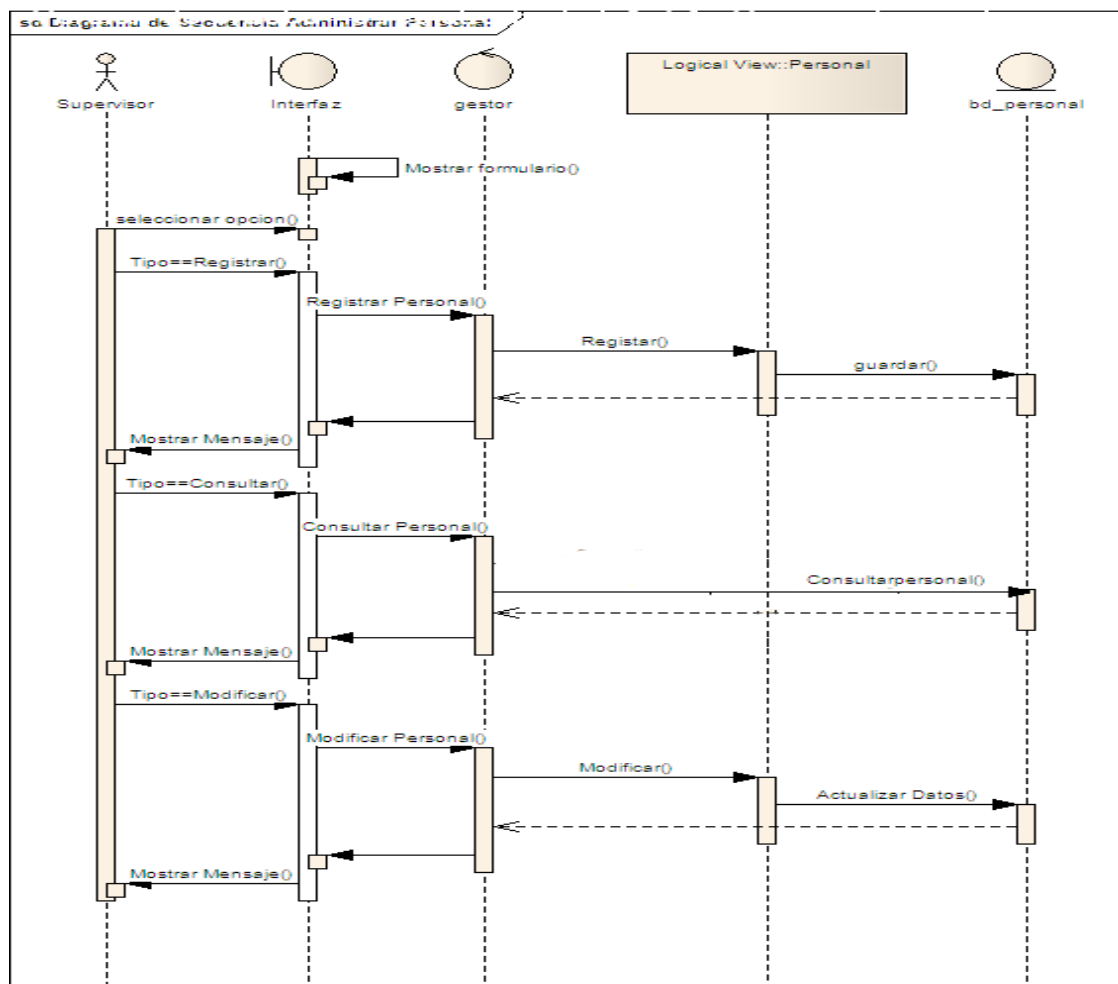 sd Diagrama de Secuencia Administrar Personal
Supervisor
Interfaz
gestor
Logical View::Personal
bd_personal
Mostrar formulario()
seleccionar opcion()
Tipo==Registrar()
Registrar Personal()
Registar()
guardar()
Mostrar Mensaje()
Tipo==Consultar()
Consultar Personal()
Consultarpersonal()
Mostrar Mensaje()
Tipo==Modificar()
Modificar Personal()
Modificar()
Actualizar Datos()
Mostrar Mensaje()